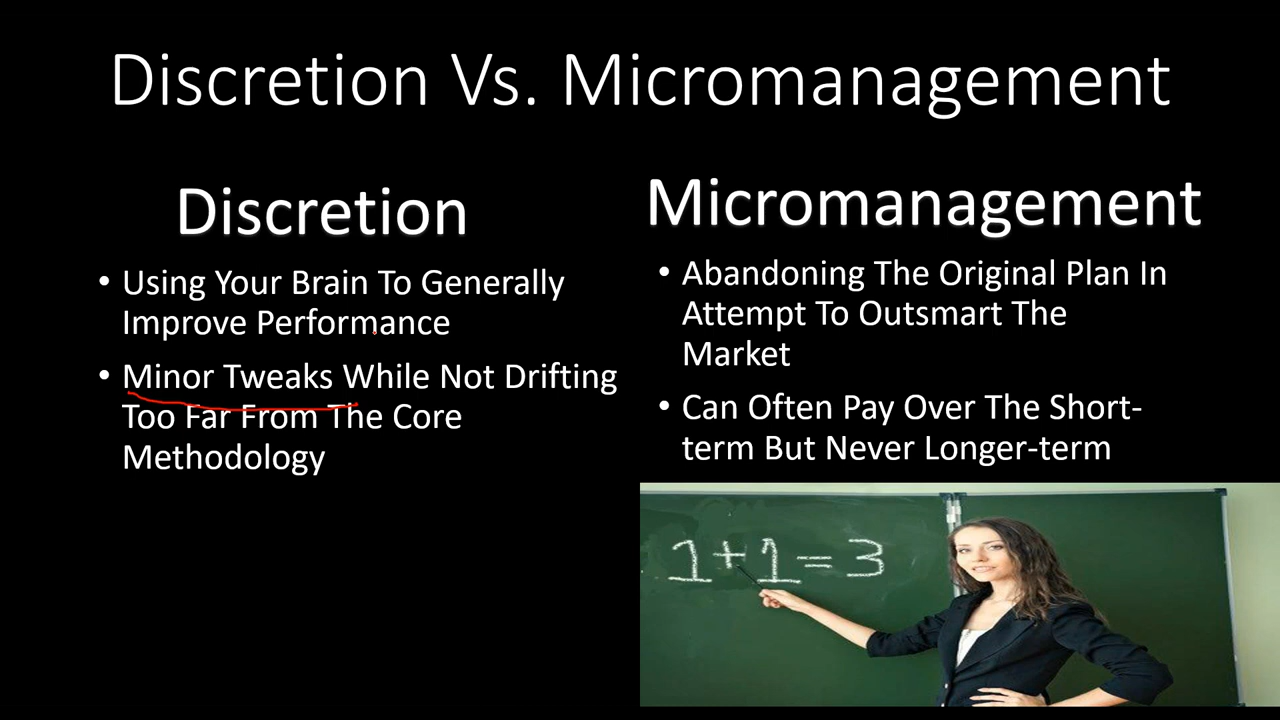 Discretion Vs. Micromanagement
Discretion
• Using Your Brain To Generally
Improve Performance
• Minor Tweaks While Not Drifting
Too Far From The Core
Methodology
Micromanagement
• Abandoning The Original Plan In
Attempt To Outsmart The
Market
• Can Often Pay Over The Short-
term But Never Longer-term
1+1=3